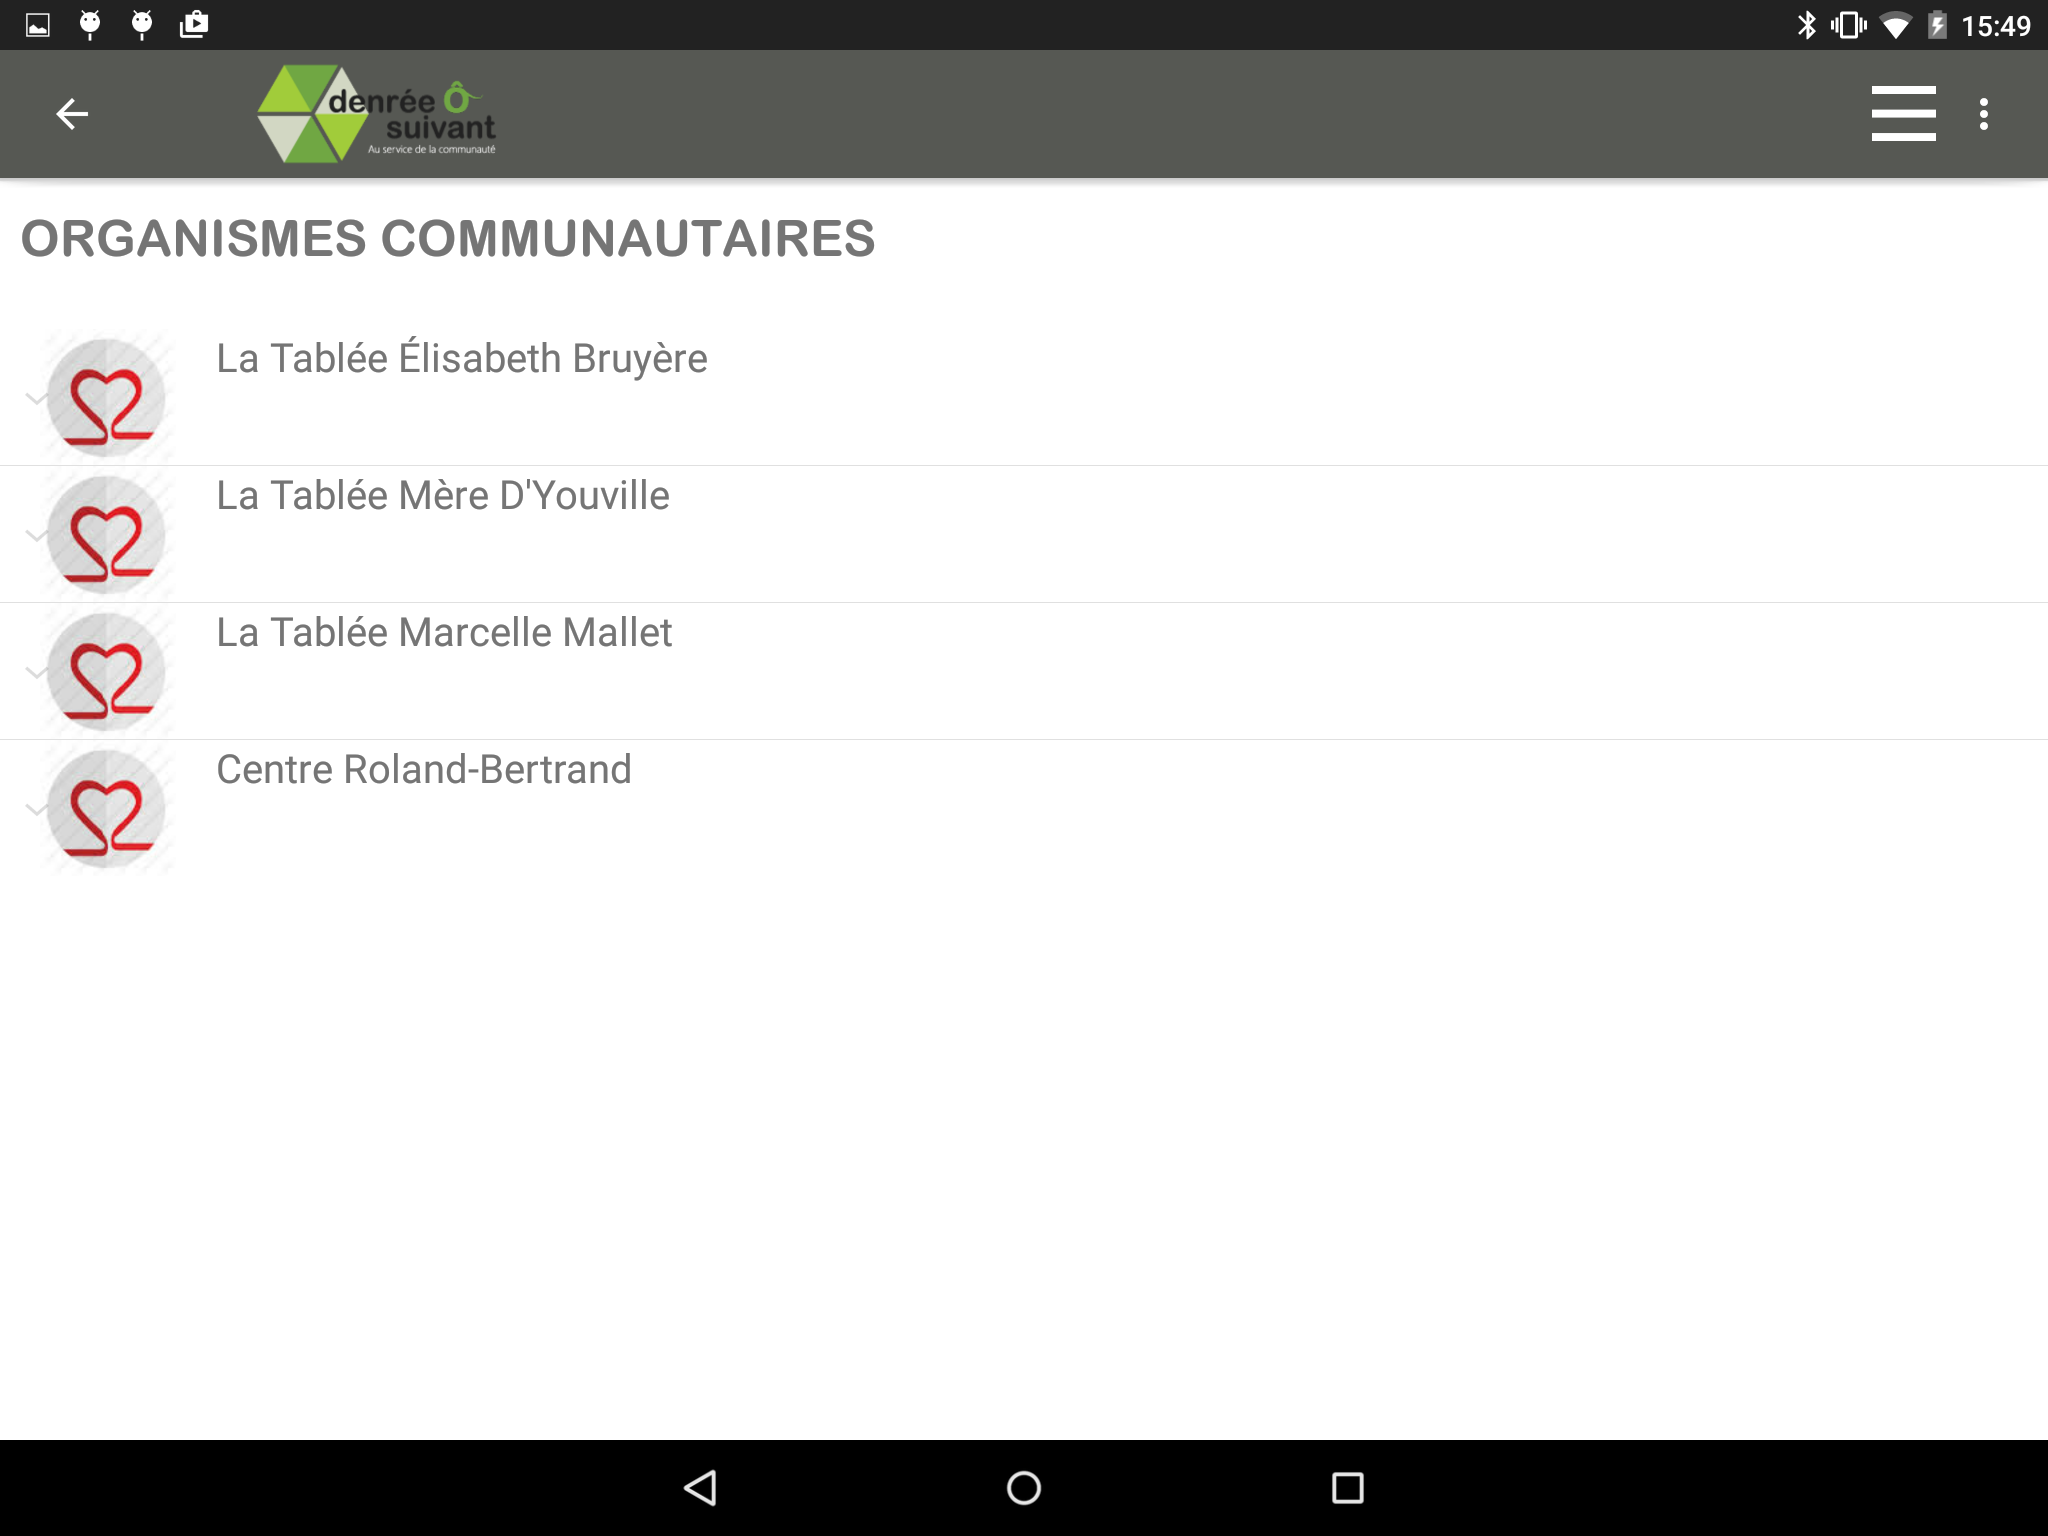 15:49
denrée Ô
suivant
Au service de la communauté
ORGANISMES COMMUNAUTAIRES
La Tablée Élisabeth Bruyère
La Tablée Mère D'Youville
La Tablée Marcelle Mallet
Centre Roland-Bertrand